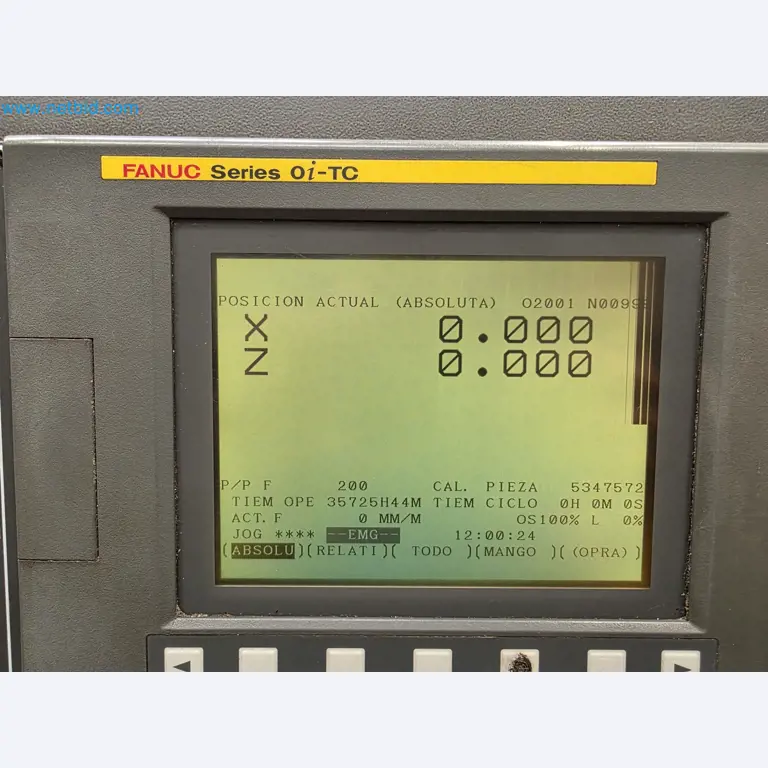 www.netbid.com
FANUC Series 0i-TC
POSICION ACTUAL (ABSOLUTA) O2001 N0099
X 0.000
Z 0.000
P/P F 200 CAL. PIEZA 5347572
TIEM OPE 35725H44M TIEM CICLO 0H 0M 0S
ACT.F 0 MM/M OS100% L 0%
JOG **** --EMG-- 12:00:24
(ABSOLU)(RELATI)( TODO )(MANGO )( (OPRA) )